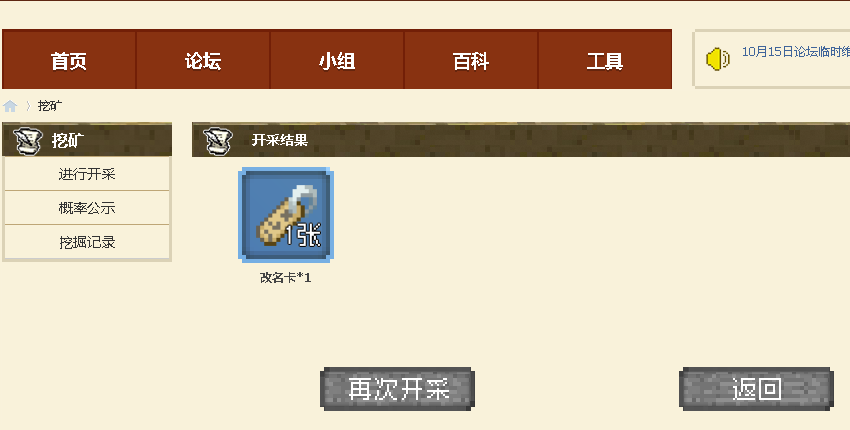 首页 论坛 小组 百科 工具
10月15日论坛临时维
挖矿
挖矿
进行开采
概率公示
挖掘记录
开采结果
1张
改名卡*1
再次开采
返回